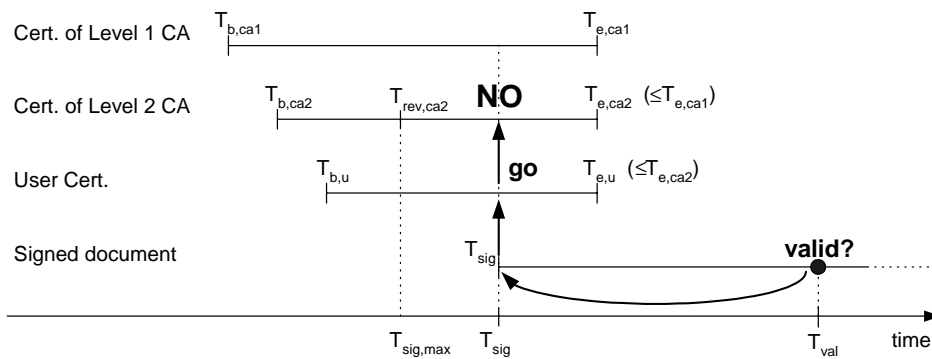 Cert. of Level 1 CA T_b,ca1 T_e,ca1
Cert. of Level 2 CA T_b,ca2 T_rev,ca2 NO T_e,ca2 (≤T_e,ca1)
User Cert. T_b,u go T_e,u (≤T_e,ca2)
Signed document T_sig valid?
T_sig,max T_sig T_val time